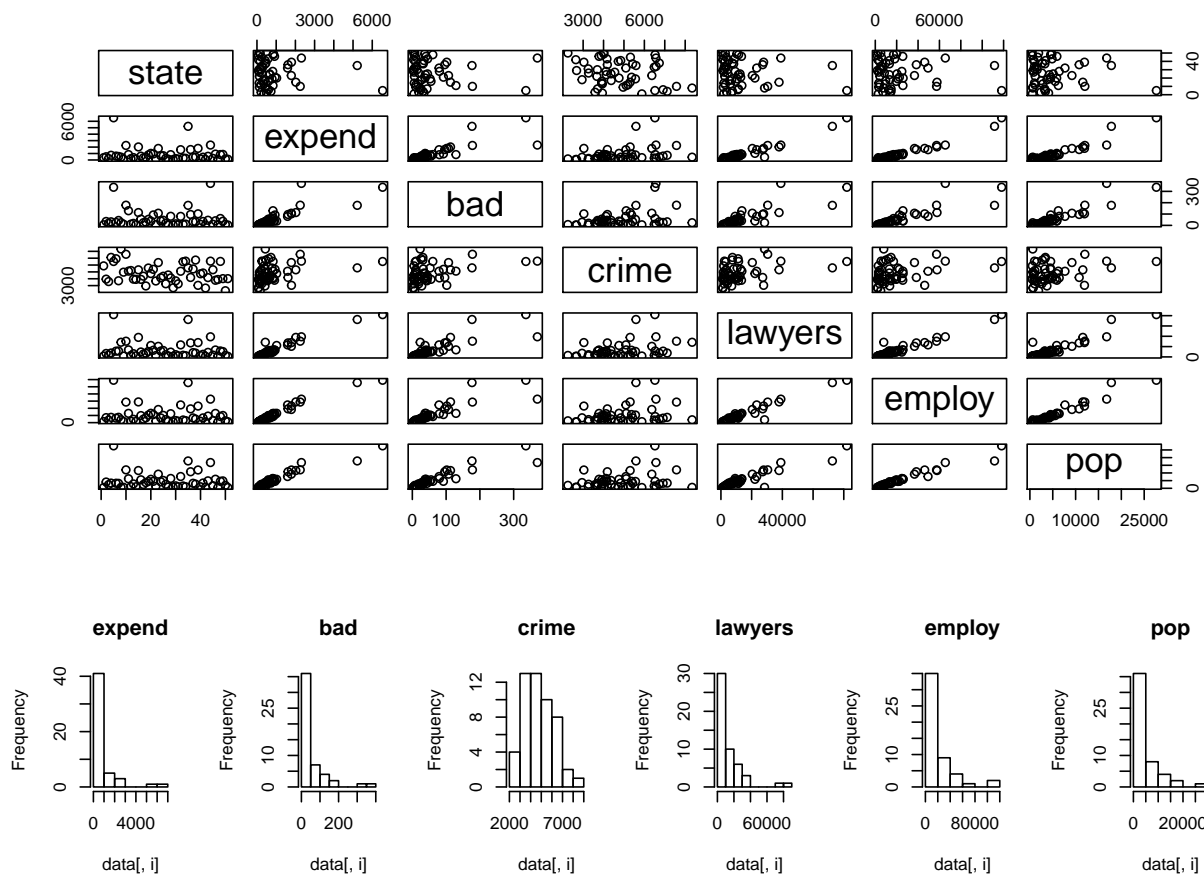 0 3000 6000
3000 6000
0 60000
state
0 40
0 6000
expend
bad
0 300
3000
crime
lawyers
0
0
employ
pop
0
0 20 40
0 100 300
0 40000
0 10000 25000
expend
bad
crime
lawyers
employ
pop
Frequency
0 20 40
Frequency
0 10 25
Frequency
0 4 8 12
Frequency
0 10 20 30
Frequency
0 10 25
Frequency
0 10 25
0 4000
0 200
2000 7000
0 60000
0 80000
0 20000
data[, i]
data[, i]
data[, i]
data[, i]
data[, i]
data[, i]